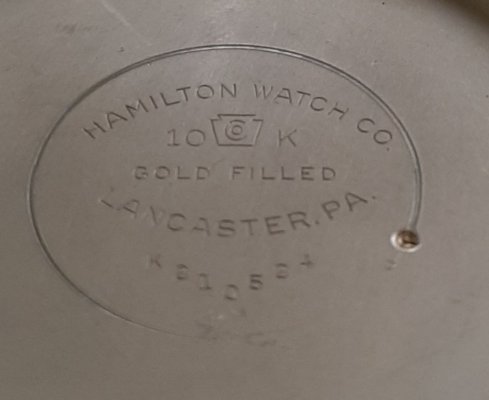 HAMILTON WATCH CO.
10 K
GOLD FILLED
LANCASTER, PA.